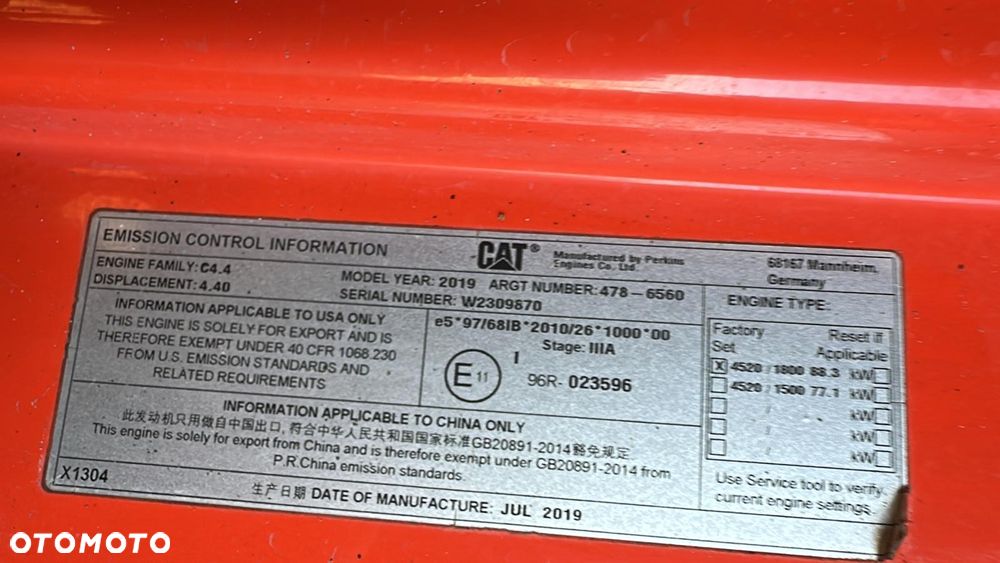 EMISSION CONTROL INFORMATION
CAT®
Manufactured by Perkins
Engines Co. Ltd.
68167 Mannheim,
Germany
ENGINE FAMILY: C4.4
MODEL YEAR: 2019 ARGT NUMBER: 478-6560
DISPLACEMENT: 4.40
SERIAL NUMBER: W2309870
INFORMATION APPLICABLE TO USA ONLY
THIS ENGINE IS SOLELY FOR EXPORT AND IS
THEREFORE EXEMPT UNDER 40 CFR 1068.230
FROM U.S. EMISSION STANDARDS AND
RELATED REQUIREMENTS
e5*97/68IB*2010/26*1000*00
Stage: IIIA
E 11
I
96R- 023596
ENGINE TYPE:
Factory Reset if
Set Applicable
X 4520 / 1800 88.3 kW
4520 / 1500 77.1 kW
/ kW
/ kW
/ kW
Use Service tool to verify
current engine settings.
INFORMATION APPLICABLE TO CHINA ONLY
此发动机只用做自中国出口, 符合中华人民共和国国家标准GB20891-2014豁免规定
This engine is solely for export from China and is therefore exempt under GB20891-2014 from
P.R.China emission standards.
X1304
生产日期 DATE OF MANUFACTURE: JUL 2019
OTOMOTO